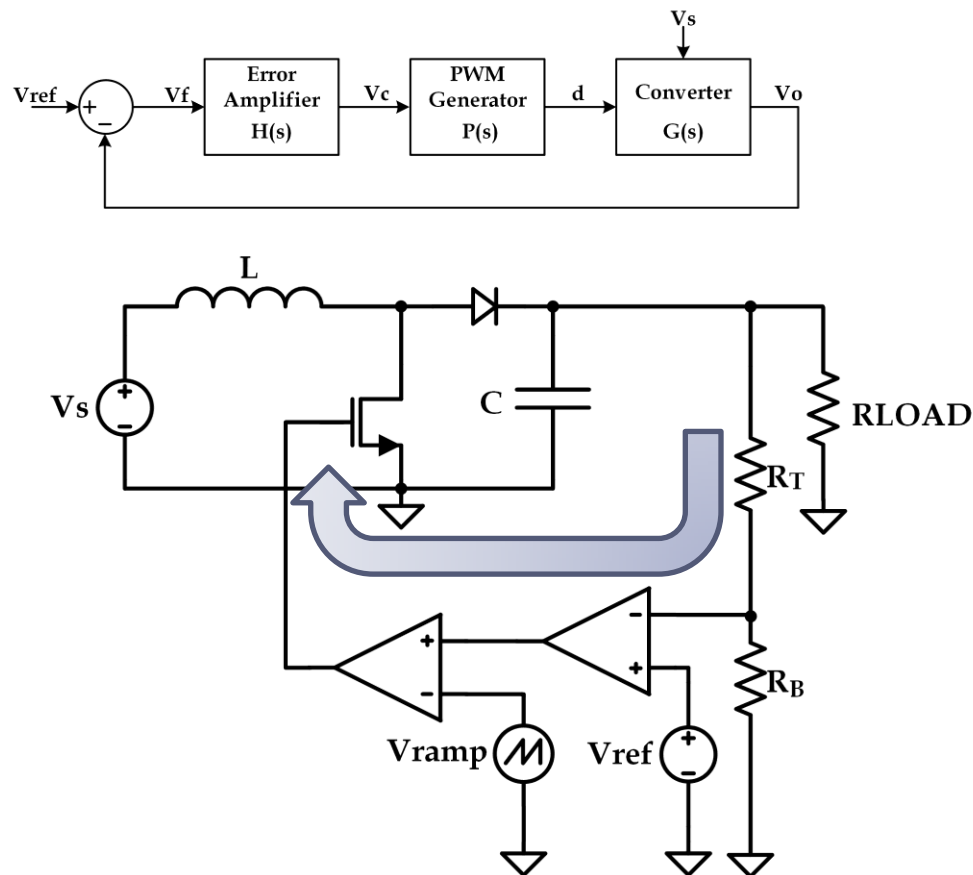 Vs
Vref
+
−
Vf
Error
Amplifier
H(s)
Vc
PWM
Generator
P(s)
d
Converter
G(s)
Vo
L
Vs
+
−
C
RLOAD
RT
−
+
+
−
RB
Vramp
Vref
+
−